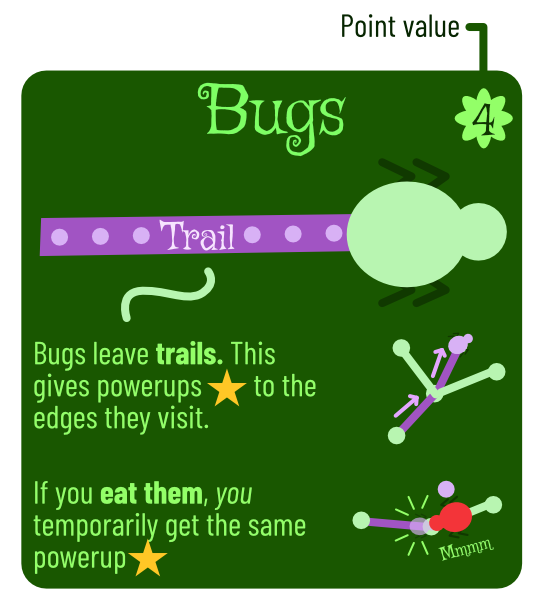 Point value
Bugs
4
Trail
Bugs leave trails. This
gives powerups to the
edges they visit.
If you eat them, you
temporarily get the same
powerup
Mmmm